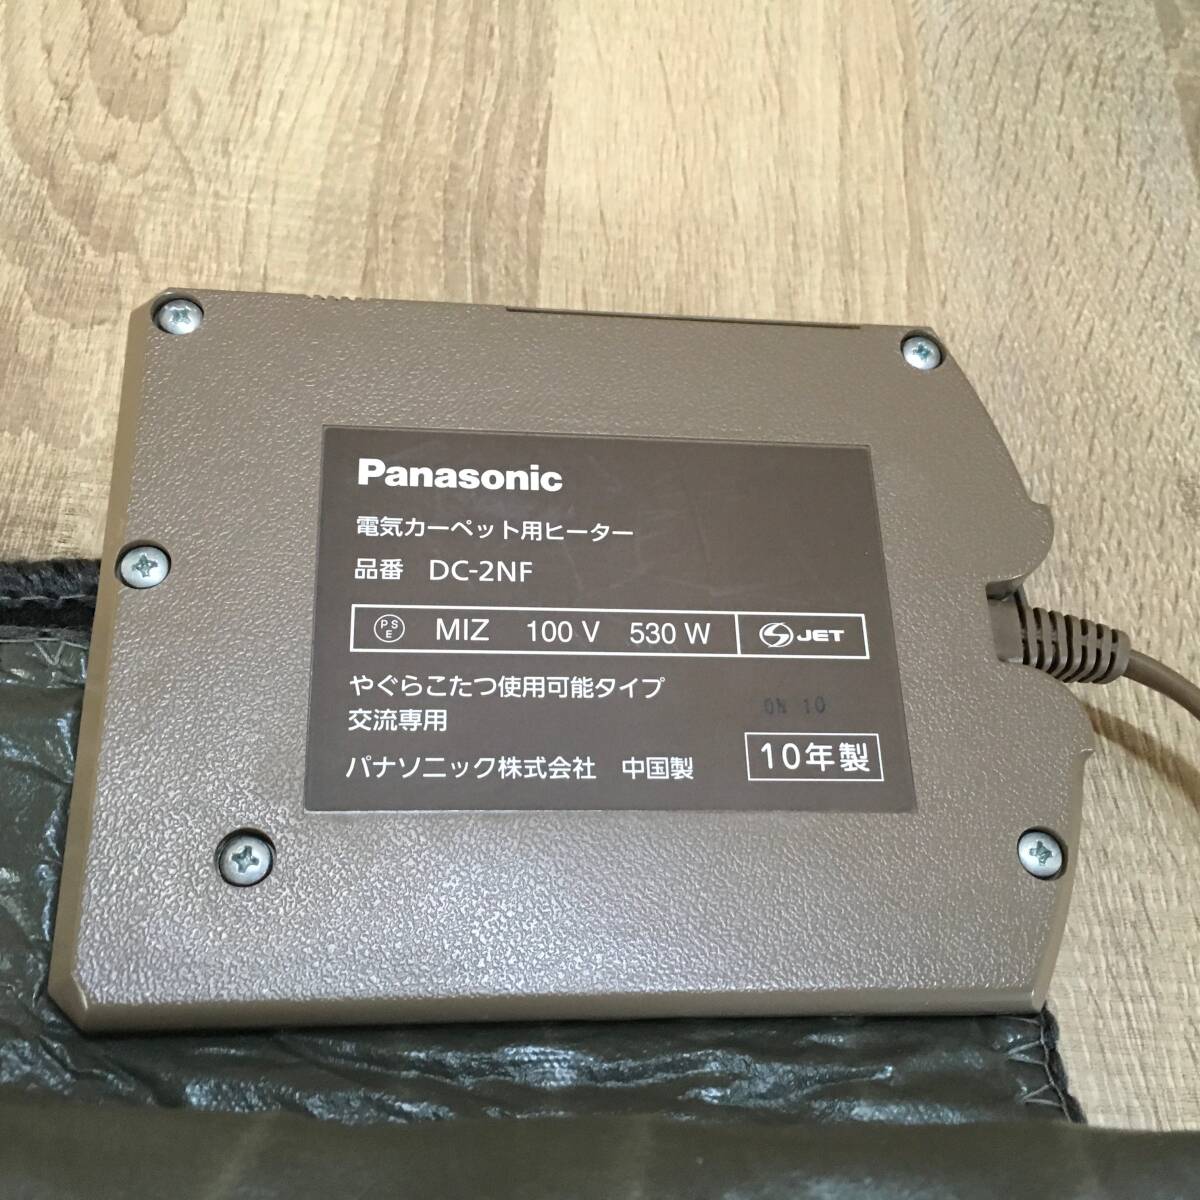 Panasonic
電気カーペット用ヒーター
品番 DC-2NF
PSE MIZ 100 V 530 W JET
やぐらこたつ使用可能タイプ
交流専用
0N 10
パナソニック株式会社 中国製
10年製